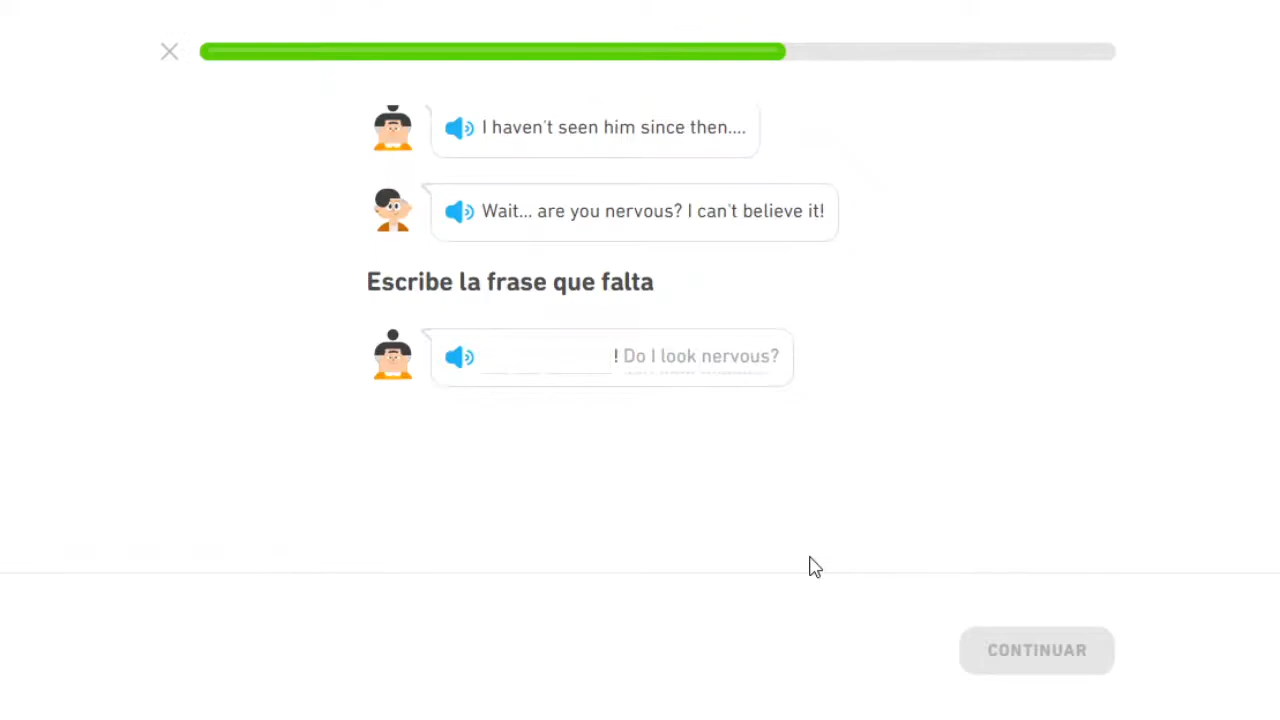 I haven't seen him since then....
Wait... are you nervous? I can't believe it!
Escribe la frase que falta
! Do I look nervous?
CONTINUAR